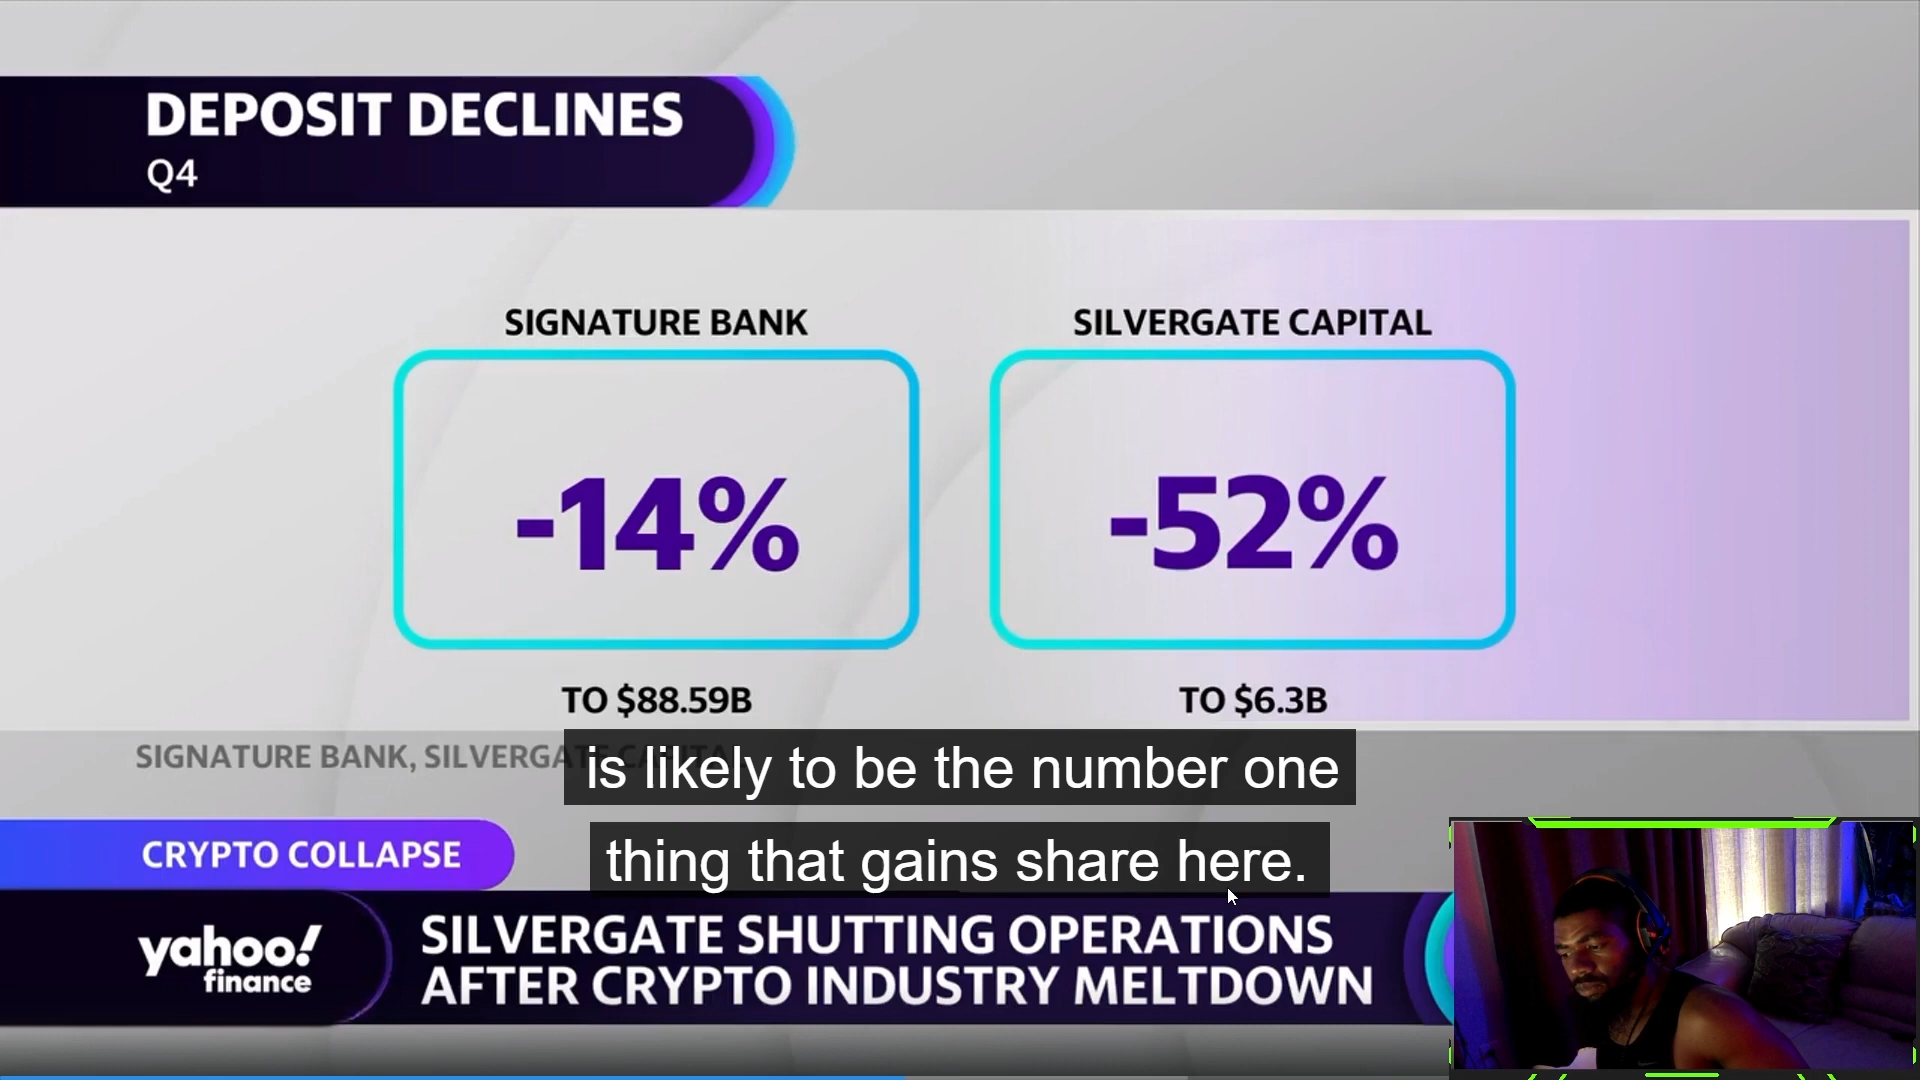 DEPOSIT DECLINES
Q4
SIGNATURE BANK
SILVERGATE CAPITAL
-14%
-52%
TO $88.59B
TO $6.3B
SIGNATURE BANK, SILVERGATE CAPITAL
is likely to be the number one
thing that gains share here.
CRYPTO COLLAPSE
yahoo!
finance
SILVERGATE SHUTTING OPERATIONS
AFTER CRYPTO INDUSTRY MELTDOWN